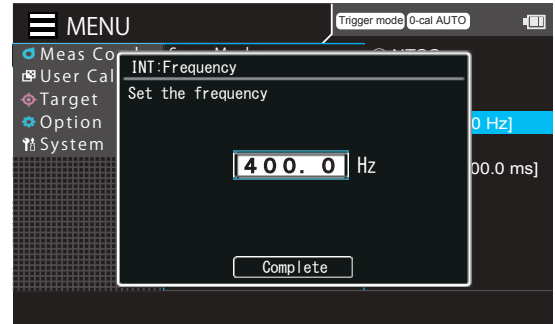 MENU
Trigger mode 0-cal AUTO
Meas Co
User Cal
Target
Option
System
INT:Frequency
Set the frequency
400. 0 Hz
Complete
0 Hz]
00.0 ms]